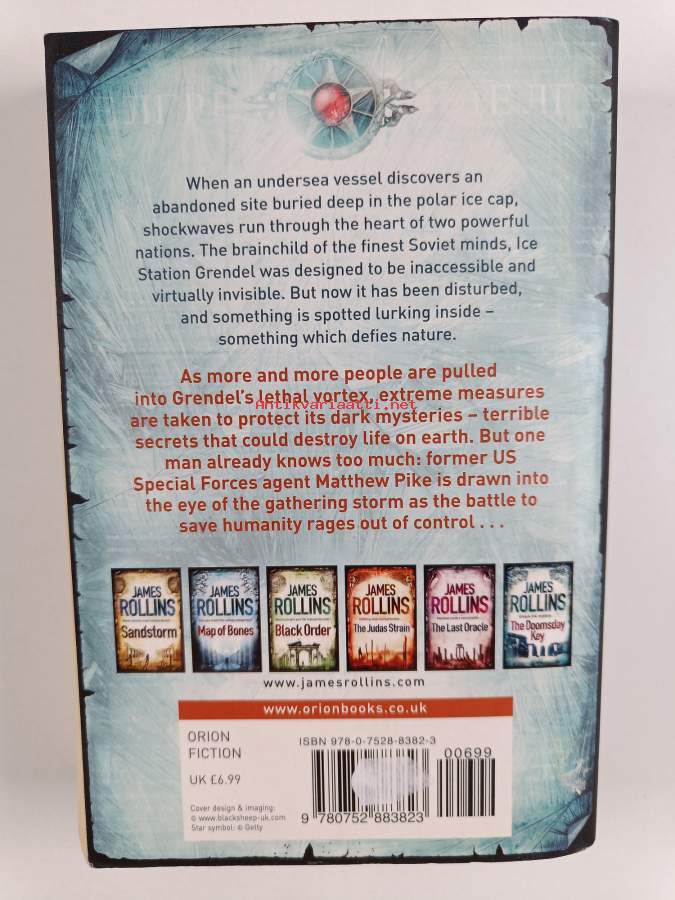 When an undersea vessel discovers an
abandoned site buried deep in the polar ice cap,
shockwaves run through the heart of two powerful
nations. The brainchild of the finest Soviet minds, Ice
Station Grendel was designed to be inaccessible and
virtually invisible. But now it has been disturbed,
and something is spotted lurking inside –
something which defies nature.
As more and more people are pulled
into Grendel's lethal vortex, extreme measures
Antikvariaatti.net
are taken to protect its dark mysteries – terrible
secrets that could destroy life on earth. But one
man already knows too much: former US
Special Forces agent Matthew Pike is drawn into
the eye of the gathering storm as the battle to
save humanity rages out of control . . .
JAMES ROLLINS Sandstorm
JAMES ROLLINS Map of Bones
JAMES ROLLINS Black Order
JAMES ROLLINS The Judas Strain
JAMES ROLLINS The Last Oracle
JAMES ROLLINS The Doomsday Key
www.jamesrollins.com
www.orionbooks.co.uk
ORION
FICTION
UK £6.99
Cover design & imaging:
© www.blacksheep-uk.com
Star symbol: © Getty
ISBN 978-0-7528-8382-3
00699
9 780752 883823